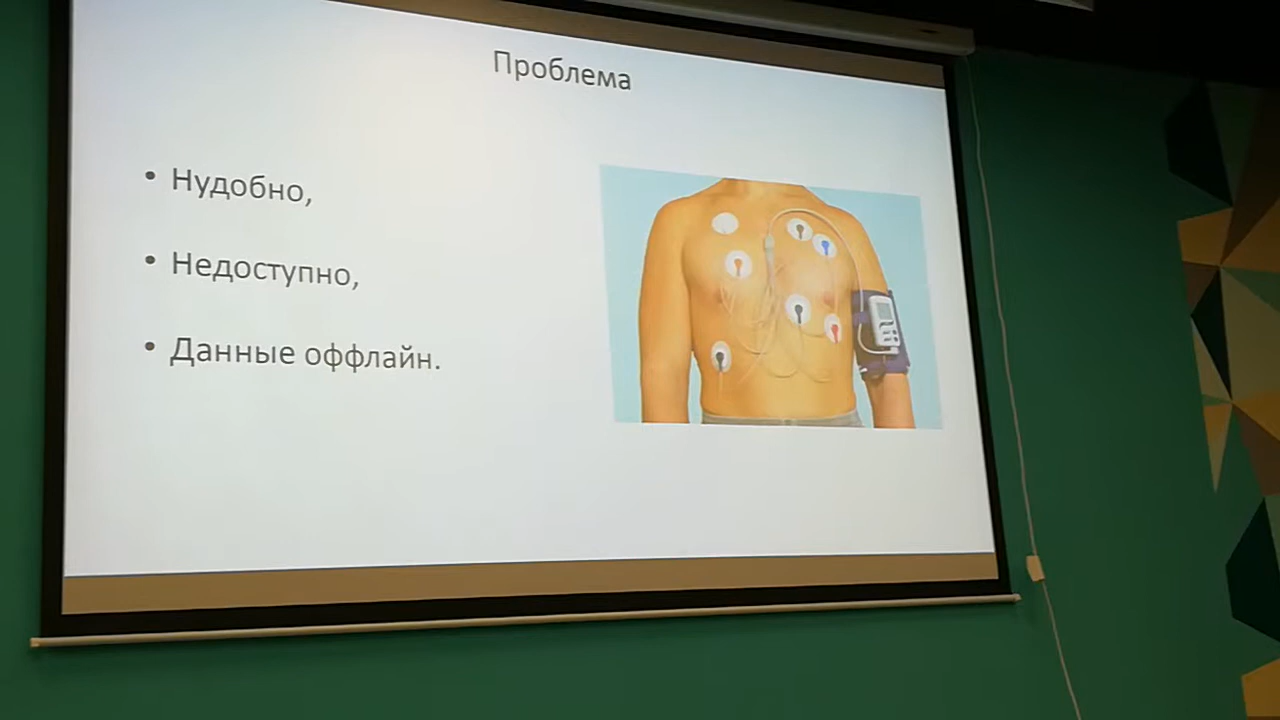 Проблема
• Нудобно,
• Недоступно,
• Данные оффлайн.